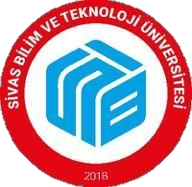 SİVAS BİLİM VE TEKNOLOJİ ÜNİVERSİTESİ
2018